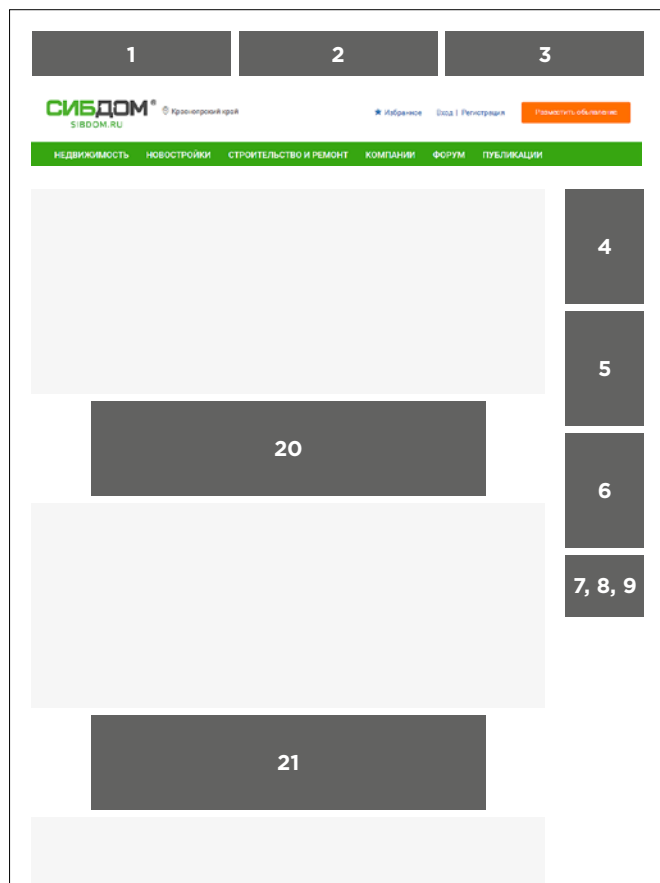 1 2 3
СИБДОМ® Красноярский край Избранное Вход | Регистрация Разместить объявление
SIBDOM.RU
НЕДВИЖИМОСТЬ НОВОСТРОЙКИ СТРОИТЕЛЬСТВО И РЕМОНТ КОМПАНИИ ФОРУМ ПУБЛИКАЦИИ
4
5
20
6
7, 8, 9
21